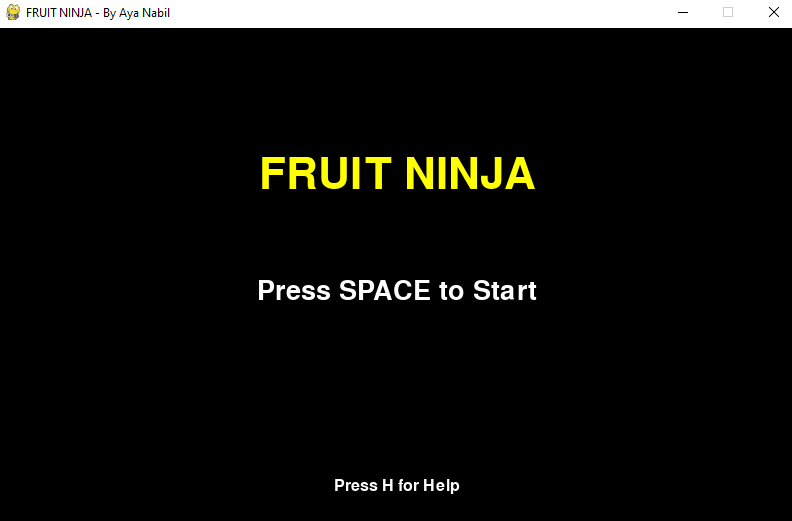 FRUIT NINJA - By Aya Nabil
FRUIT NINJA
Press SPACE to Start
Press H for Help